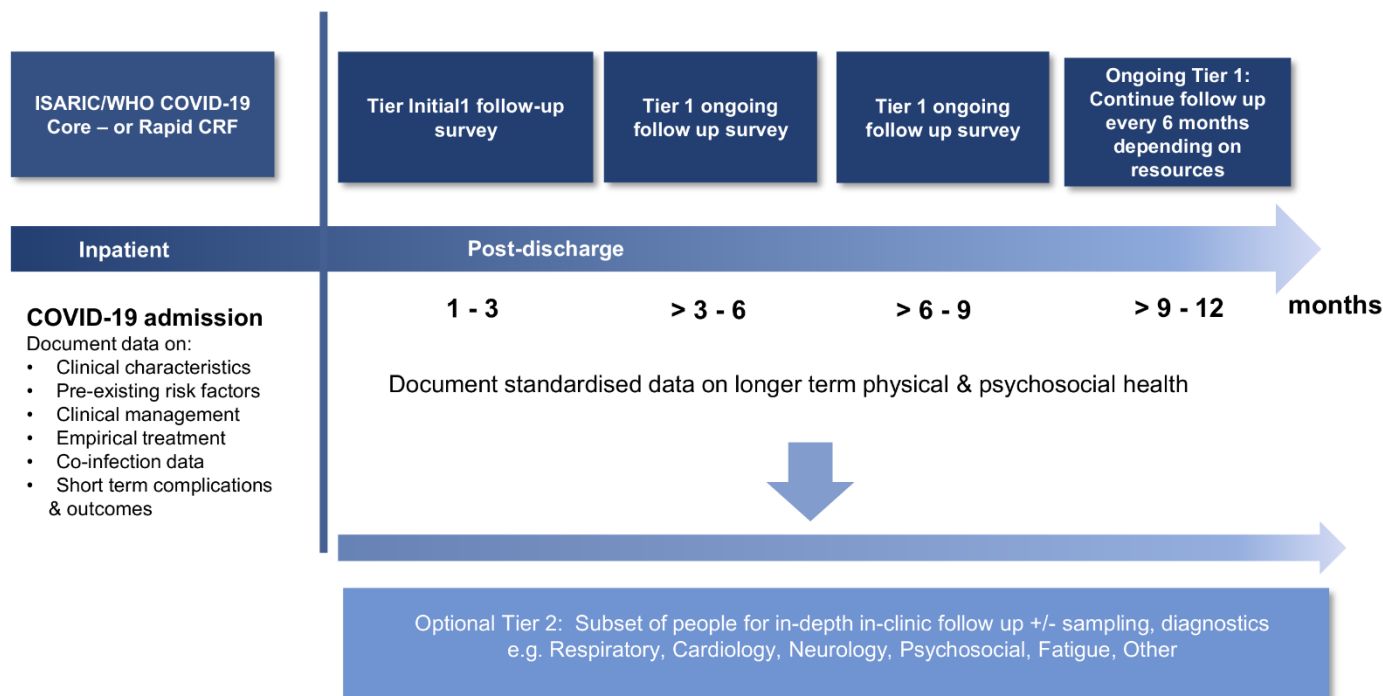 ISARIC/WHO COVID-19
Core – or Rapid CRF
Tier Initial1 follow-up
survey
Tier 1 ongoing
follow up survey
Tier 1 ongoing
follow up survey
Ongoing Tier 1:
Continue follow up
every 6 months
depending on
resources
Inpatient
Post-discharge
COVID-19 admission
Document data on:
• Clinical characteristics
• Pre-existing risk factors
• Clinical management
• Empirical treatment
• Co-infection data
• Short term complications
& outcomes
1 - 3
> 3 - 6
> 6 - 9
> 9 - 12
months
Document standardised data on longer term physical & psychosocial health
Optional Tier 2: Subset of people for in-depth in-clinic follow up +/- sampling, diagnostics
e.g. Respiratory, Cardiology, Neurology, Psychosocial, Fatigue, Other